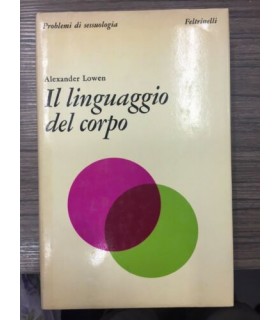 Problemi di sessuologia
Feltrinelli
Alexander Lowen
Il linguaggio
del corpo